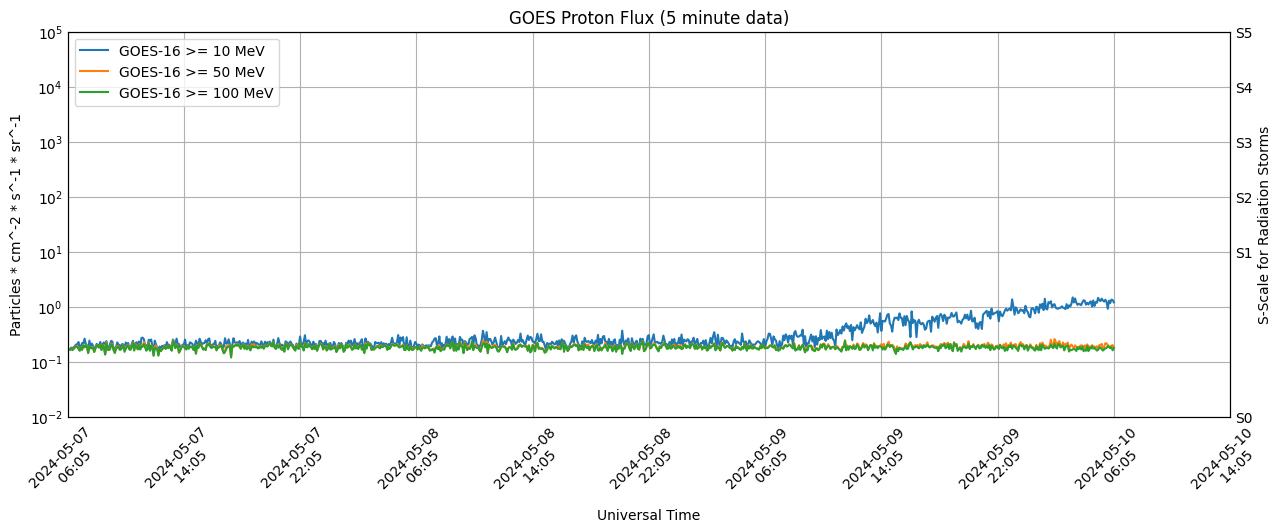 GOES Proton Flux (5 minute data)
GOES-16 >= 10 MeV
GOES-16 >= 50 MeV
GOES-16 >= 100 MeV
Particles * cm^-2 * s^-1 * sr^-1
10^5
10^4
10^3
10^2
10^1
10^0
10^-1
10^-2
S5
S4
S3
S2
S1
S0
S-Scale for Radiation Storms
2024-05-07
06:05
2024-05-07
14:05
2024-05-07
22:05
2024-05-08
06:05
2024-05-08
14:05
2024-05-08
22:05
2024-05-09
06:05
2024-05-09
14:05
2024-05-09
22:05
2024-05-10
06:05
2024-05-10
14:05
Universal Time